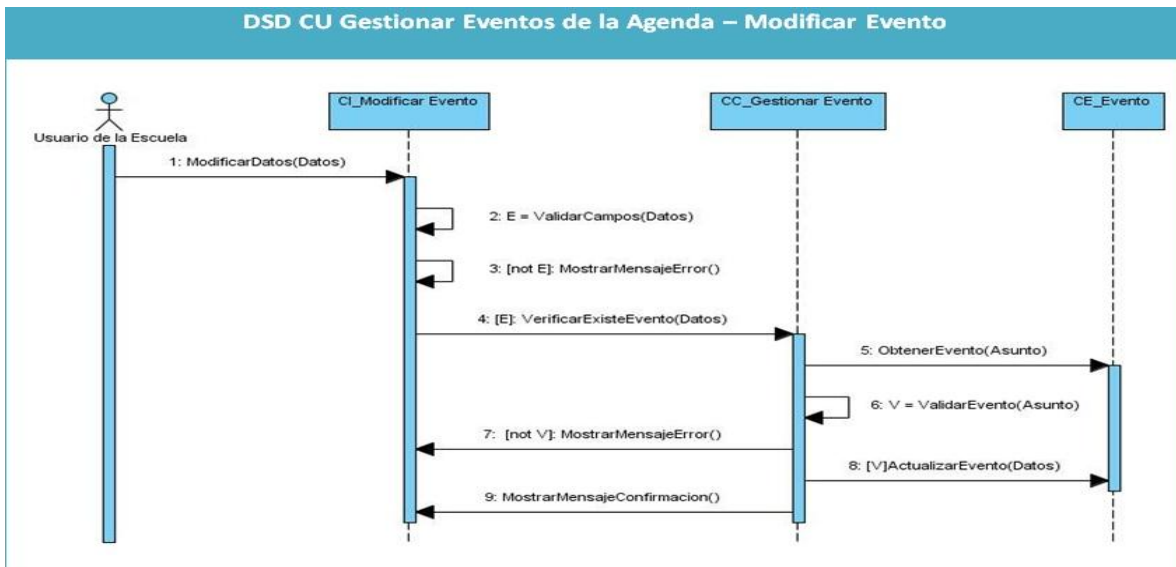 DSD CU Gestionar Eventos de la Agenda – Modificar Evento
Usuario de la Escuela
CI_Modificar Evento
CC_Gestionar Evento
CE_Evento
1: ModificarDatos(Datos)
2: E = ValidarCampos(Datos)
3: [not E]: MostrarMensajeError()
4: [E]: VerificarExisteEvento(Datos)
5: ObtenerEvento(Asunto)
6: V = ValidarEvento(Asunto)
7: [not V]: MostrarMensajeError()
8: [V]ActualizarEvento(Datos)
9: MostrarMensajeConfirmacion()